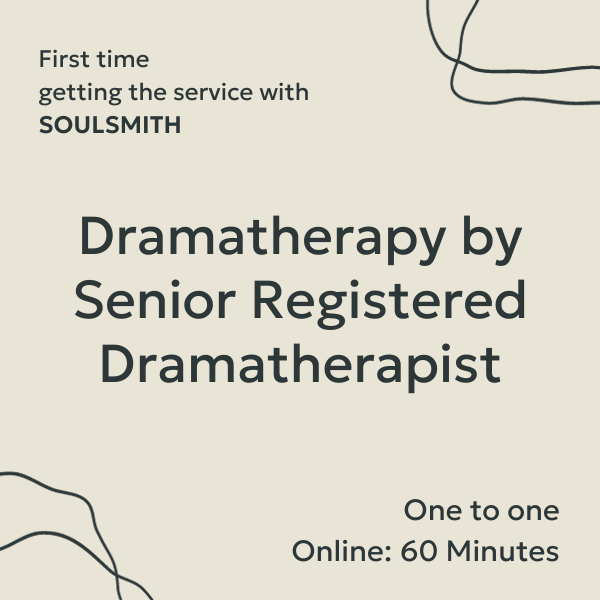 First time
getting the service with
SOULSMITH
Dramatherapy by
Senior Registered
Dramatherapist
One to one
Online: 60 Minutes